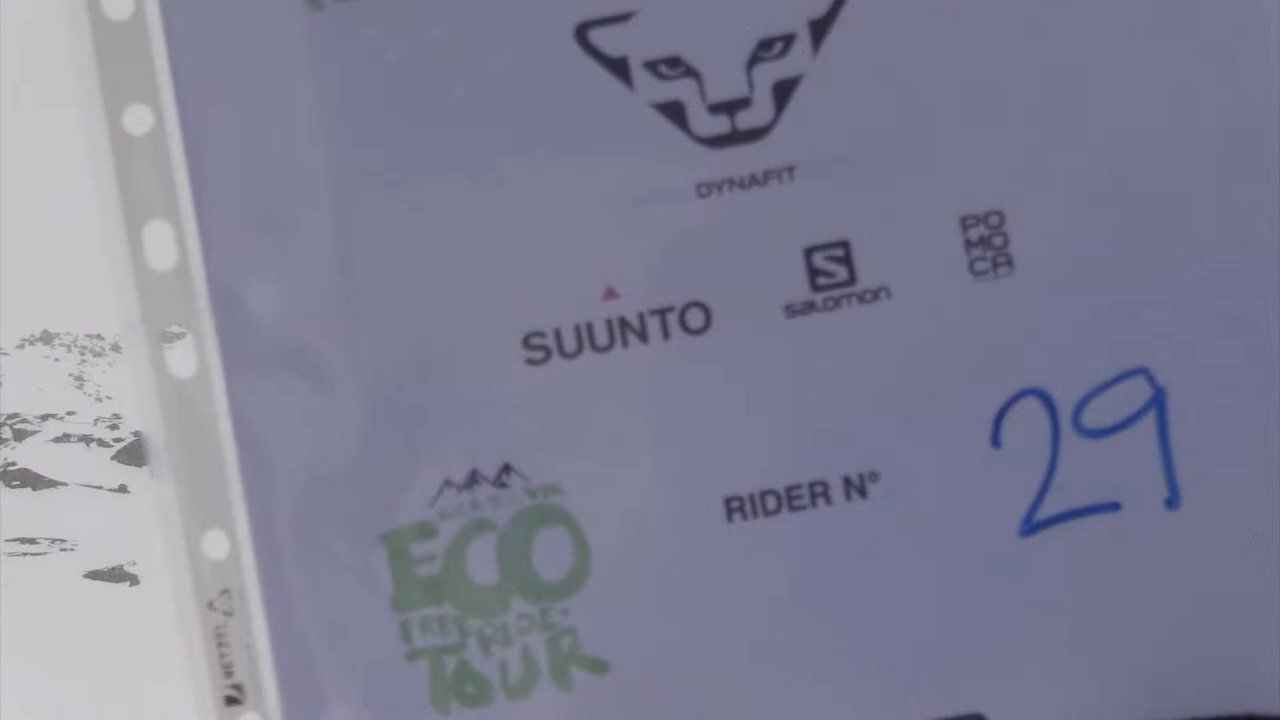 DYNAFIT
SUUNTO
salomon
PO
MO
CA
RIDER N° 29
ECO
FREERIDE
TOUR